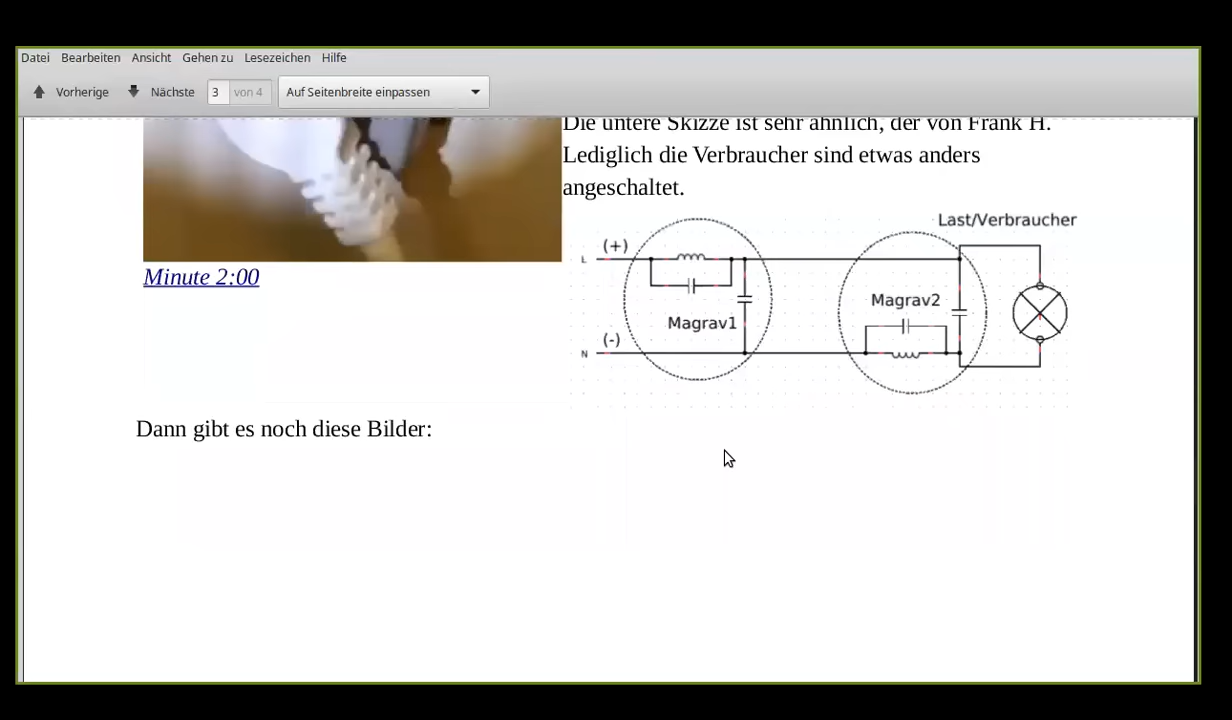 Datei Bearbeiten Ansicht Gehen zu Lesezeichen Hilfe
Vorherige Nächste 3 von 4 Auf Seitenbreite einpassen
Die untere Skizze ist sehr ähnlich, der von Frank H.
Lediglich die Verbraucher sind etwas anders
angeschaltet.
Last/Verbraucher
(+)
L
Magrav1
Magrav2
(-)
N
Minute 2:00
Dann gibt es noch diese Bilder: